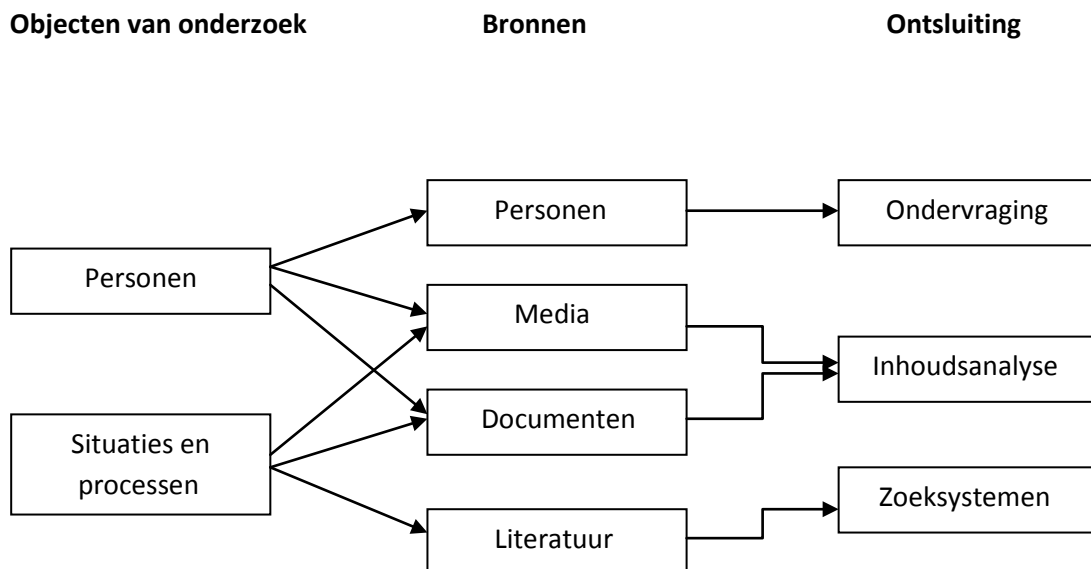 Objecten van onderzoek
Bronnen
Ontsluiting
Personen
Situaties en
processen
Personen
Media
Documenten
Literatuur
Ondervraging
Inhoudsanalyse
Zoeksystemen